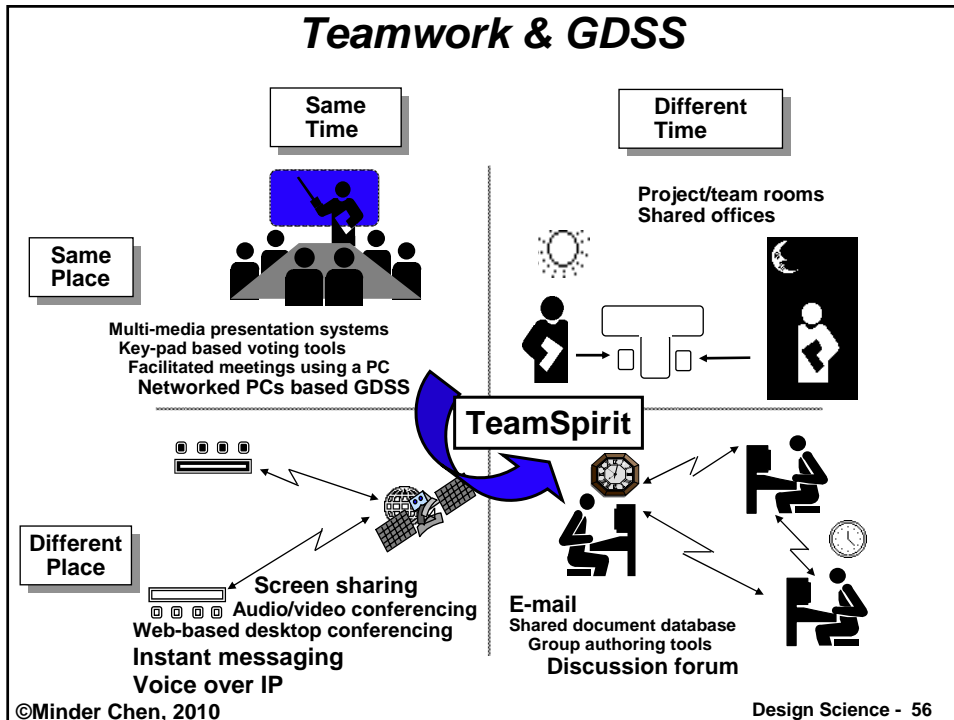 Teamwork & GDSS
Same
Time
Different
Time
Project/team rooms
Shared offices
Same
Place
Multi-media presentation systems
Key-pad based voting tools
Facilitated meetings using a PC
Networked PCs based GDSS
TeamSpirit
Different
Place
Screen sharing
Audio/video conferencing
Web-based desktop conferencing
Instant messaging
Voice over IP
E-mail
Shared document database
Group authoring tools
Discussion forum
©Minder Chen, 2010
Design Science - 56